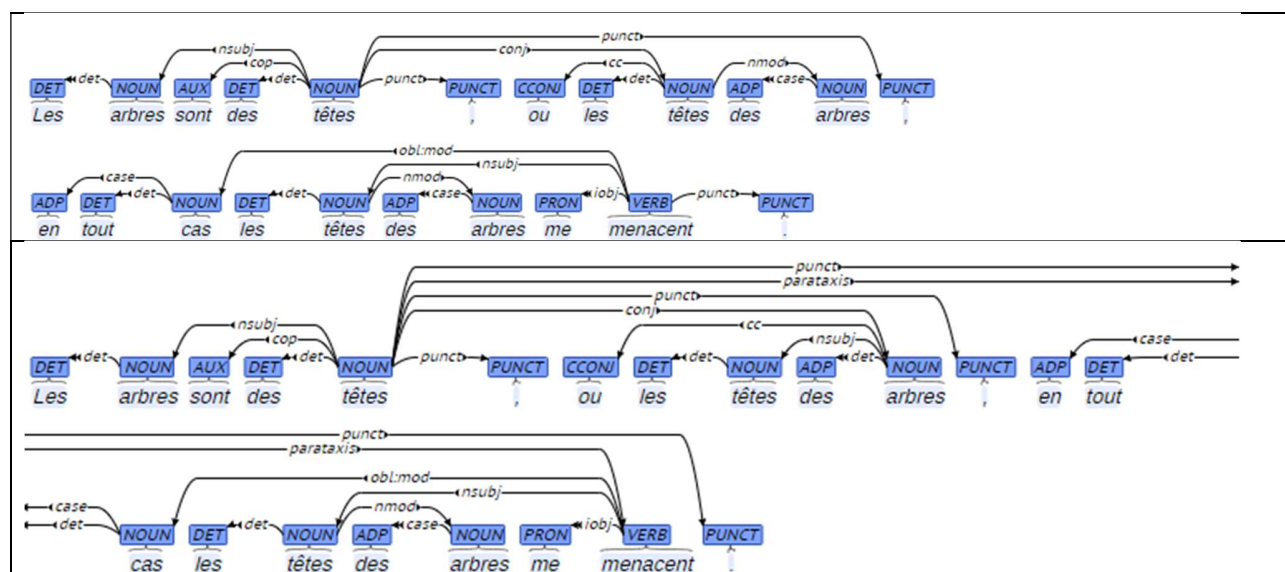 punct
nsubj conj
cop cc nmod
det det punct det case
DET NOUN AUX DET NOUN PUNCT CCONJ DET NOUN ADP NOUN PUNCT
Les arbres sont des têtes , ou les têtes des arbres ,
obl:mod
nsubj
case nmod
det det case iobj punct
ADP DET NOUN DET NOUN ADP NOUN PRON VERB PUNCT
en tout cas les têtes des arbres me menacent .
punct
parataxis
punct
conj
nsubj cc
cop nsubj case
det det punct det det det
DET NOUN AUX DET NOUN PUNCT CCONJ DET NOUN ADP NOUN PUNCT ADP DET
Les arbres sont des têtes , ou les têtes des arbres , en tout
punct
parataxis
obl:mod
nsubj
case nmod
det det case iobj
NOUN DET NOUN ADP NOUN PRON VERB PUNCT
cas les têtes des arbres me menacent .